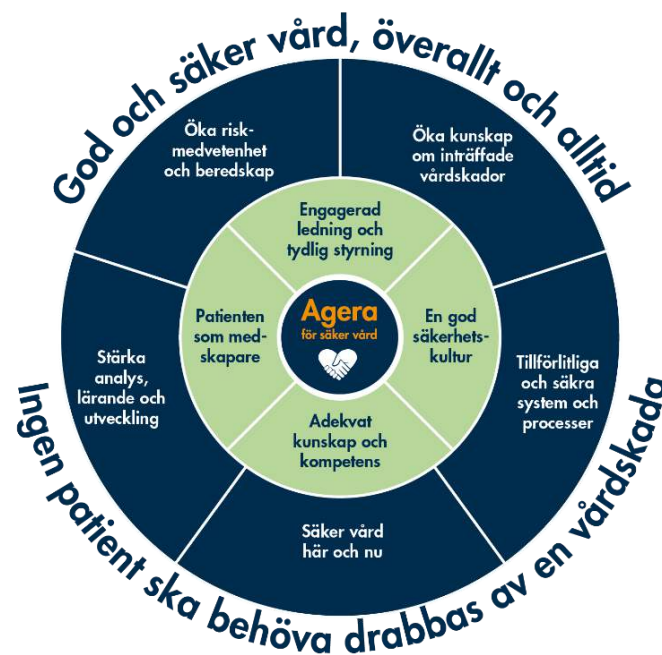 God och säker vård, överallt och alltid
Öka risk-
medvetenhet
och beredskap
Öka kunskap
om inträffade
vårdskador
Engagerad
ledning och
tydlig styrning
Patienten
som med-
skapare
Agera
för säker vård
En god
säkerhets-
kultur
Stärka
analys,
lärande och
utveckling
Tillförlitliga
och säkra
system och
processer
Adekvat
kunskap och
kompetens
Säker vård
här och nu
Ingen patient ska behöva drabbas av en vårdskada